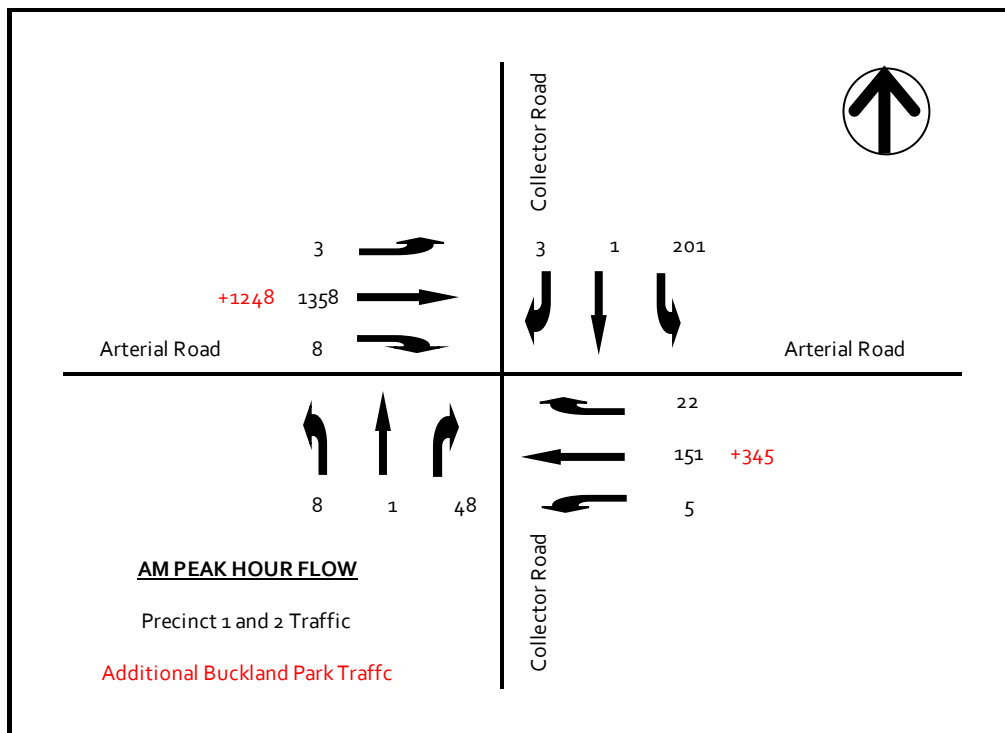 Collector Road
3
3 1 201
+1248 1358
Arterial Road 8
Arterial Road
22
151 +345
8 1 48
5
AM PEAK HOUR FLOW
Precinct 1 and 2 Traffic
Collector Road
Additional Buckland Park Traffc